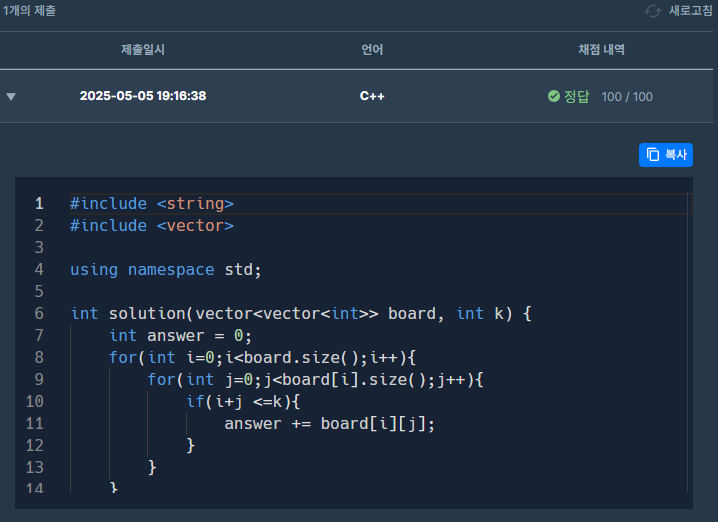 1개의 제출 새로고침
제출일시 언어 채점 내역
2025-05-05 19:16:38 C++ 정답 100 / 100
복사
1 #include <string>
2 #include <vector>
3
4 using namespace std;
5
6 int solution(vector<vector<int>> board, int k) {
7     int answer = 0;
8     for(int i=0;i<board.size();i++){
9         for(int j=0;j<board[i].size();j++){
10             if(i+j <=k){
11                 answer += board[i][j];
12             }
13         }
14     }